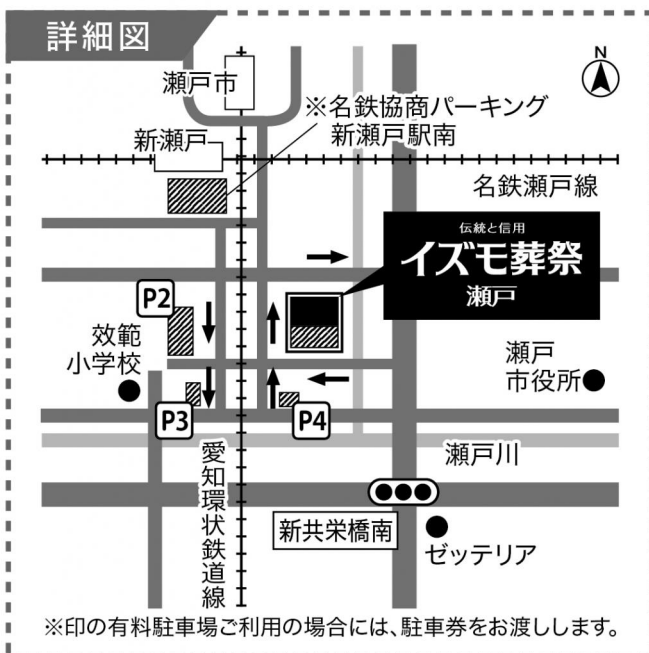 詳細図
N
瀬戸市
※名鉄協商パーキング
新瀬戸駅南
新瀬戸
名鉄瀬戸線
伝統と信用
イズモ葬祭
瀬戸
P2
効範
小学校
瀬戸
市役所
P3
P4
愛知環状鉄道線
瀬戸川
新共栄橋南
ゼッテリア
※印の有料駐車場ご利用の場合には、駐車券をお渡しします。